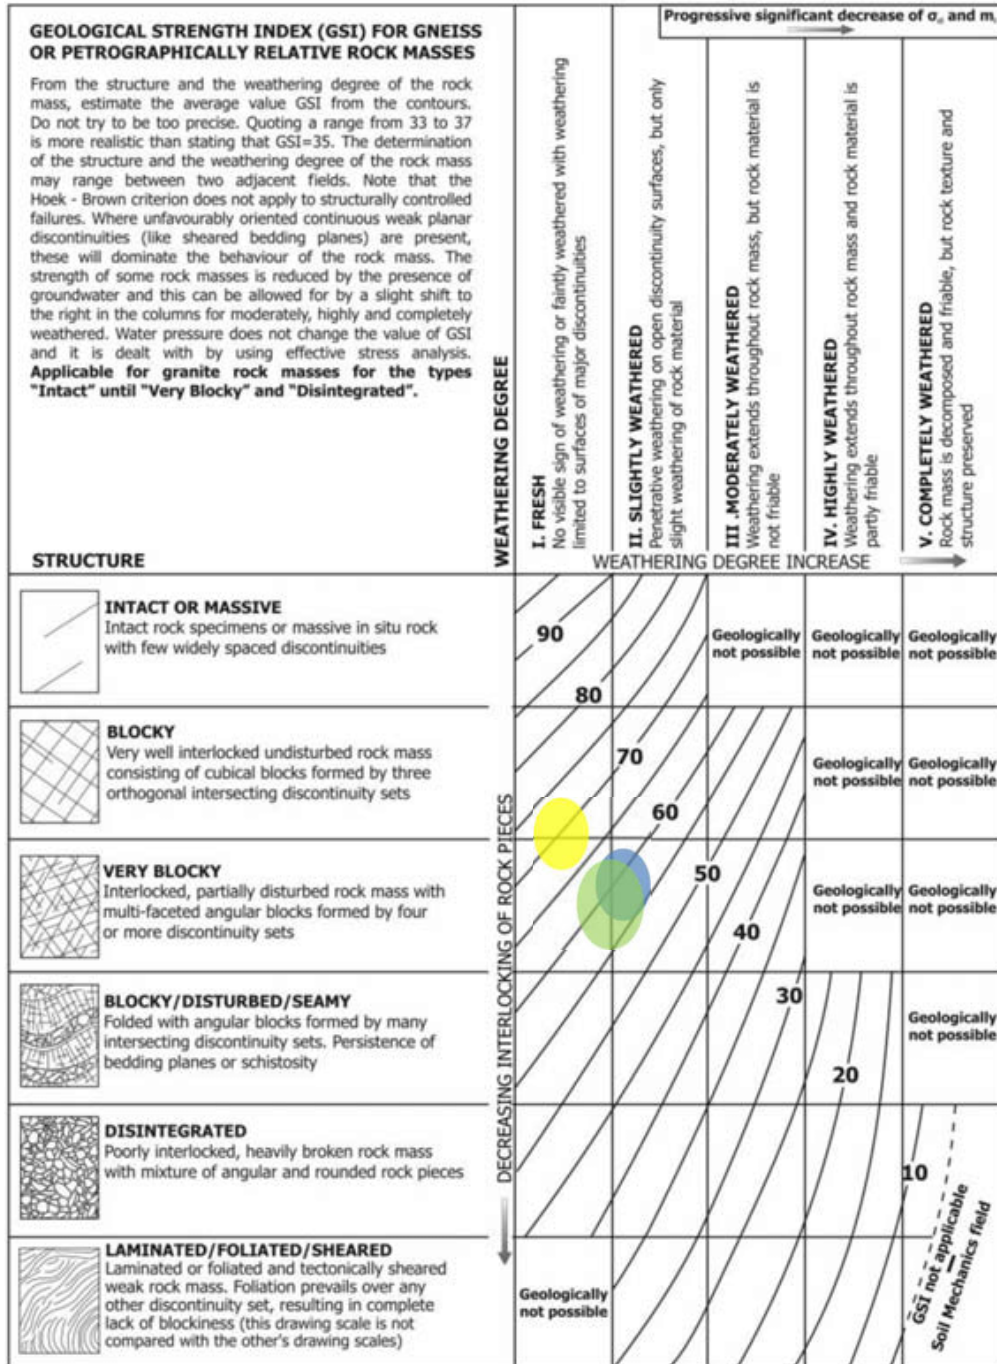 GEOLOGICAL STRENGTH INDEX (GSI) FOR GNEISS
OR PETROGRAPHICALLY RELATIVE ROCK MASSES
From the structure and the weathering degree of the rock
mass, estimate the average value GSI from the contours.
Do not try to be too precise. Quoting a range from 33 to 37
is more realistic than stating that GSI=35. The determination
of the structure and the weathering degree of the rock mass
may range between two adjacent fields. Note that the
Hoek - Brown criterion does not apply to structurally controlled
failures. Where unfavourably oriented continuous weak planar
discontinuities (like sheared bedding planes) are present,
these will dominate the behaviour of the rock mass. The
strength of some rock masses is reduced by the presence of
groundwater and this can be allowed for by a slight shift to
the right in the columns for moderately, highly and completely
weathered. Water pressure does not change the value of GSI
and it is dealt with by using effective stress analysis.
Applicable for granite rock masses for the types
"Intact" until "Very Blocky" and "Disintegrated".
STRUCTURE
WEATHERING DEGREE
Progressive significant decrease of σ and m
I. FRESH
No visible sign of weathering or faintly weathered with weathering
limited to surfaces of major discontinuities
II. SLIGHTLY WEATHERED
Penetrative weathering on open discontinuity surfaces, but only
slight weathering of rock material
III .MODERATELY WEATHERED
Weathering extends throughout rock mass, but rock material is
not friable
IV. HIGHLY WEATHERED
Weathering extends throughout rock mass and rock material is
partly friable
V. COMPLETELY WEATHERED
Rock mass is decomposed and friable, but rock texture and
structure preserved
WEATHERING DEGREE INCREASE
DECREASING INTERLOCKING OF ROCK PIECES
INTACT OR MASSIVE
Intact rock specimens or massive in situ rock
with few widely spaced discontinuities
90
80
Geologically
not possible
Geologically
not possible
Geologically
not possible
BLOCKY
Very well interlocked undisturbed rock mass
consisting of cubical blocks formed by three
orthogonal intersecting discontinuity sets
70
60
Geologically
not possible
Geologically
not possible
VERY BLOCKY
Interlocked, partially disturbed rock mass with
multi-faceted angular blocks formed by four
or more discontinuity sets
50
40
Geologically
not possible
Geologically
not possible
BLOCKY/DISTURBED/SEAMY
Folded with angular blocks formed by many
intersecting discontinuity sets. Persistence of
bedding planes or schistosity
30
20
Geologically
not possible
DISINTEGRATED
Poorly interlocked, heavily broken rock mass
with mixture of angular and rounded rock pieces
10
LAMINATED/FOLIATED/SHEARED
Laminated or foliated and tectonically sheared
weak rock mass. Foliation prevails over any
other discontinuity set, resulting in complete
lack of blockiness (this drawing scale is not
compared with the other's drawing scales)
Geologically
not possible
GSI not applicable
Soil Mechanics field